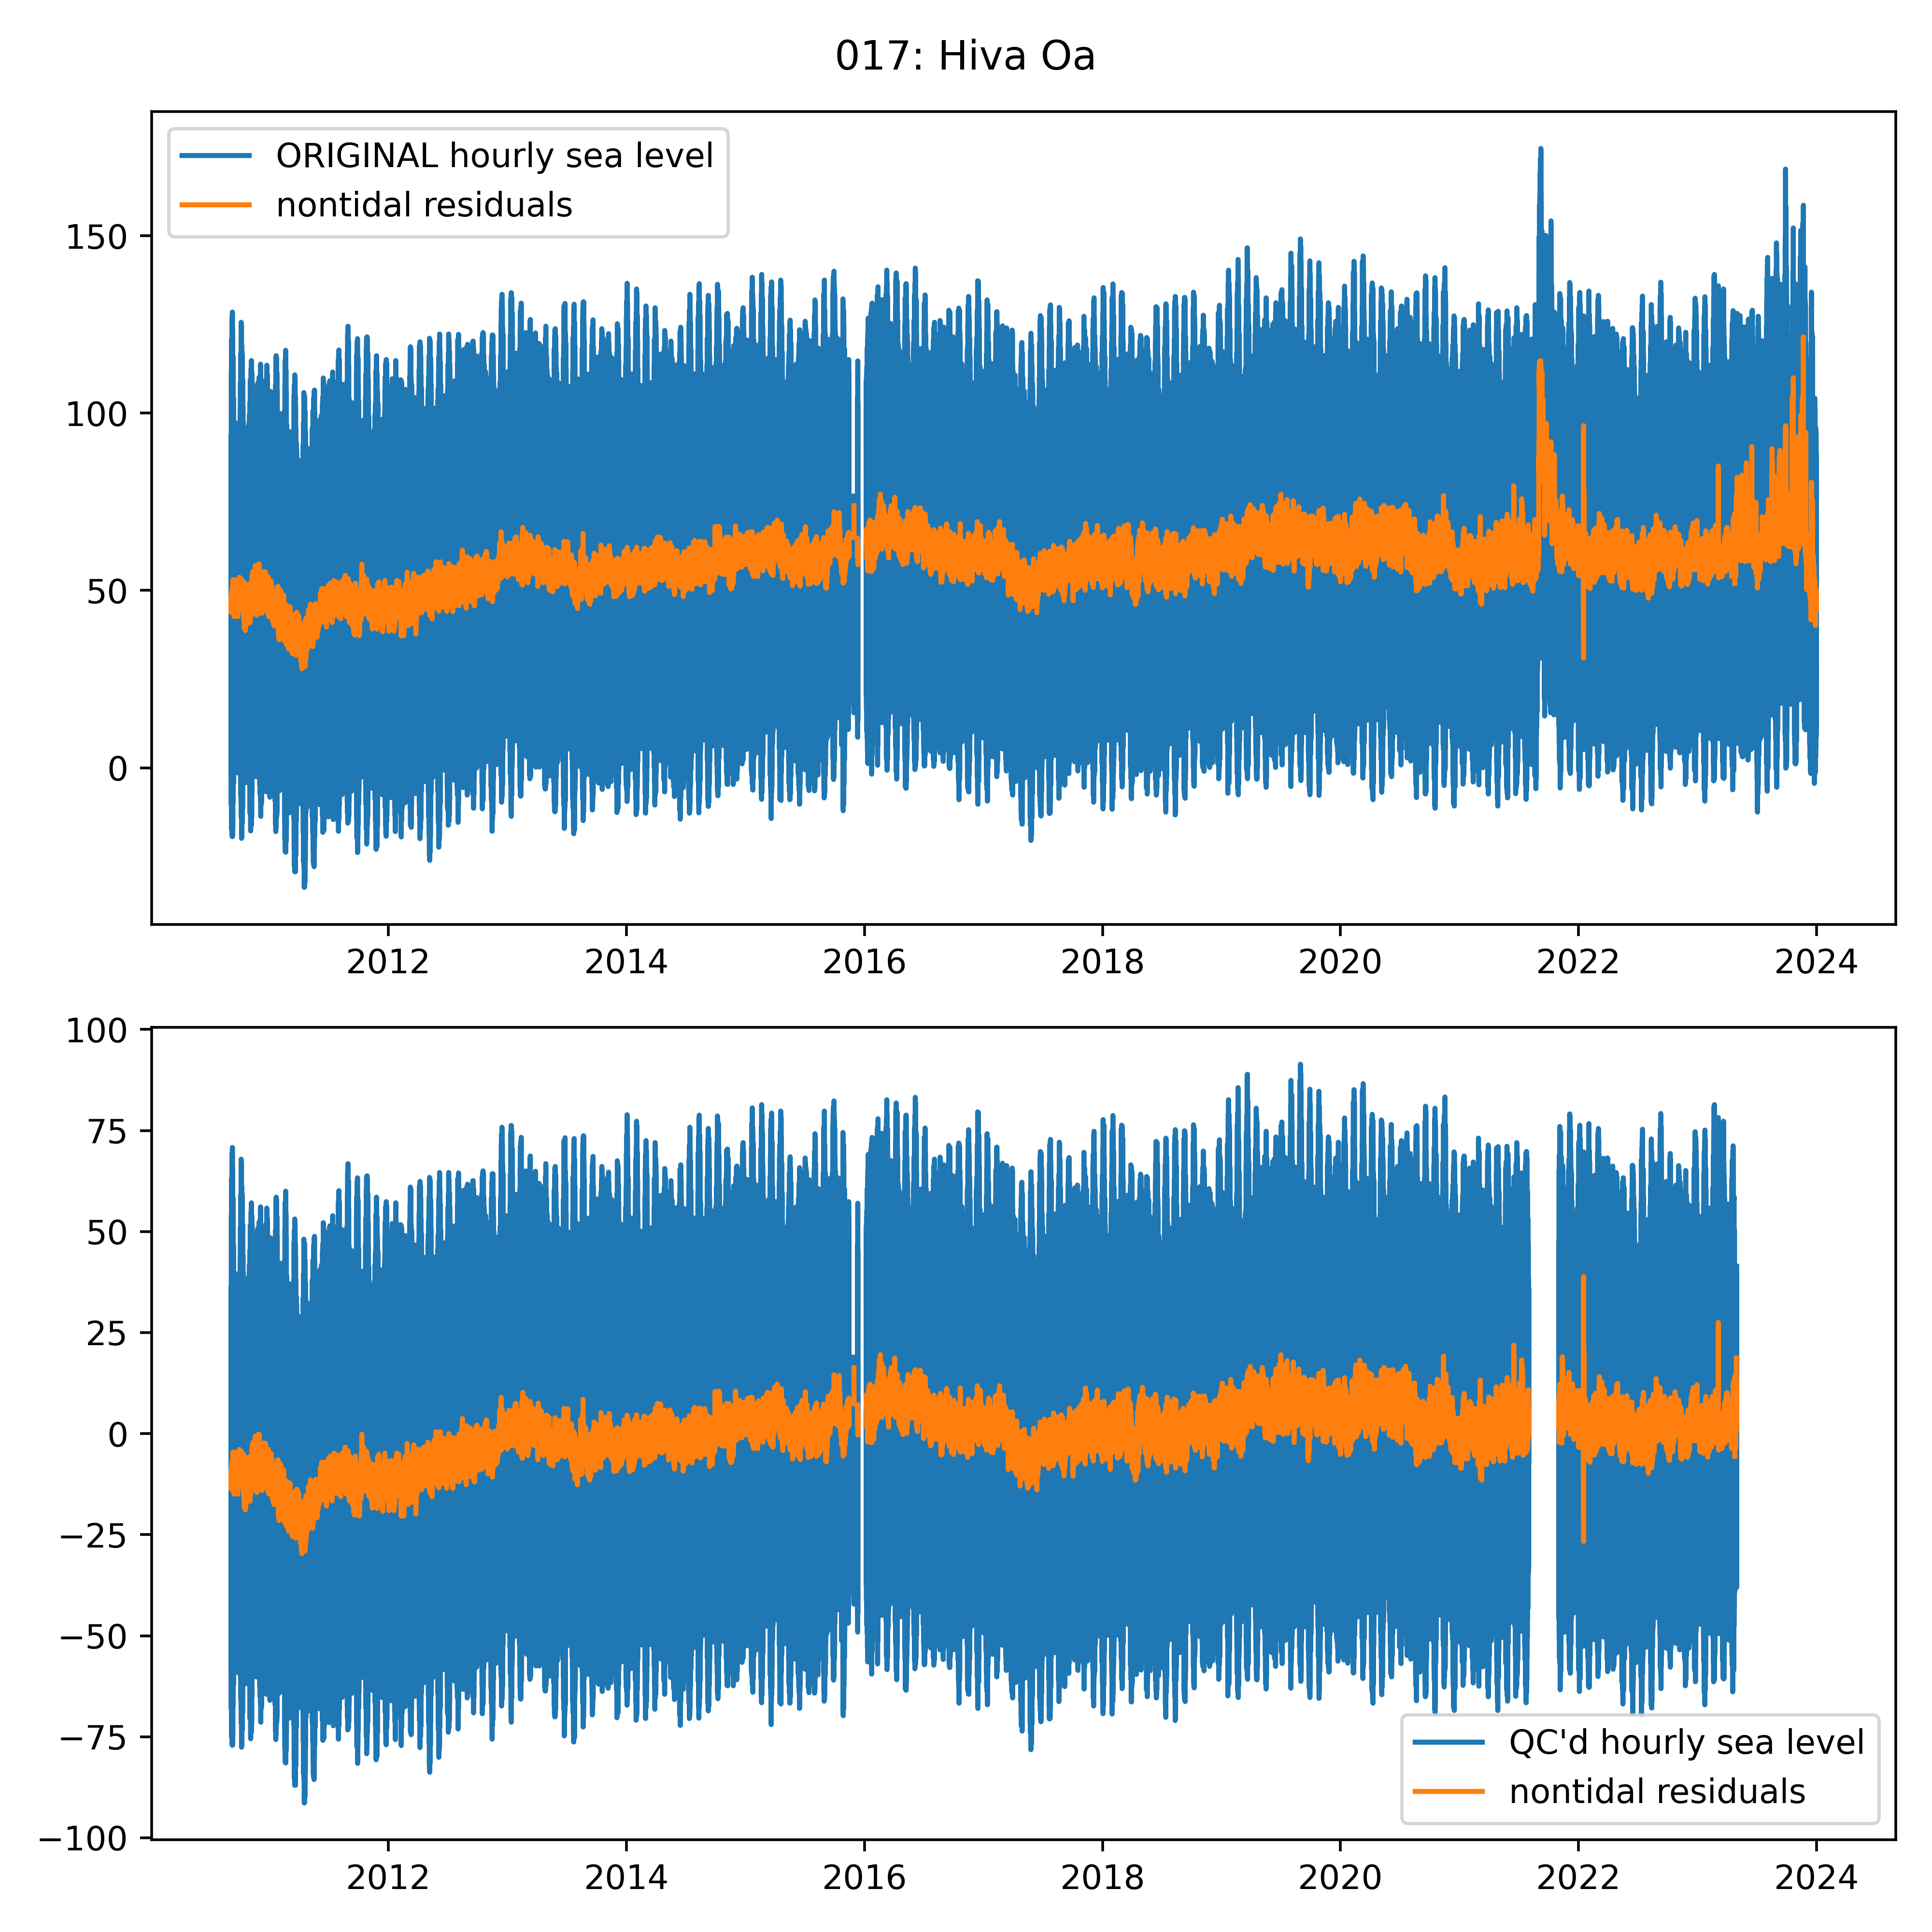 017: Hiva Oa
ORIGINAL hourly sea level
nontidal residuals
150
100
50
0
2012 2014 2016 2018 2020 2022 2024
100
75
50
25
0
−25
−50
−75
−100
QC'd hourly sea level
nontidal residuals
2012 2014 2016 2018 2020 2022 2024